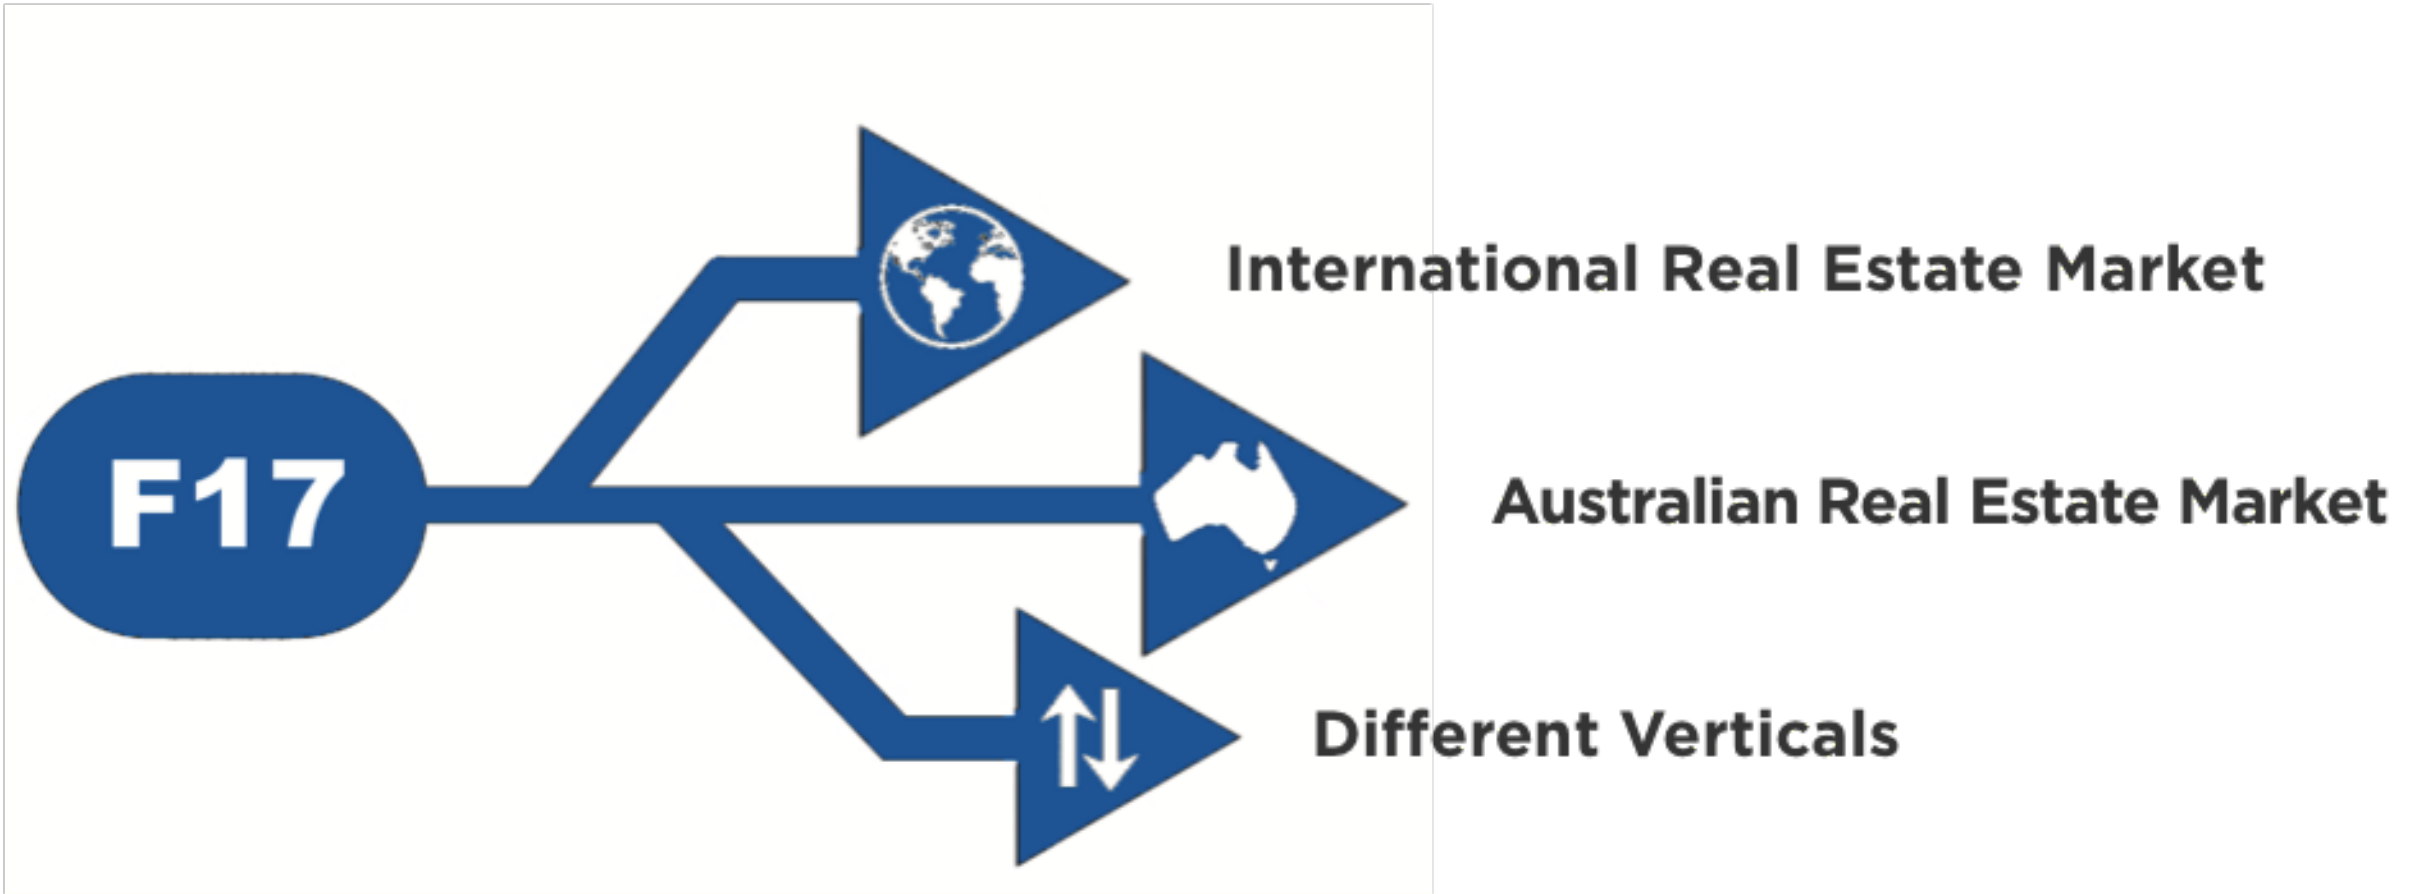 International Real Estate Market
F17
Australian Real Estate Market
Different Verticals